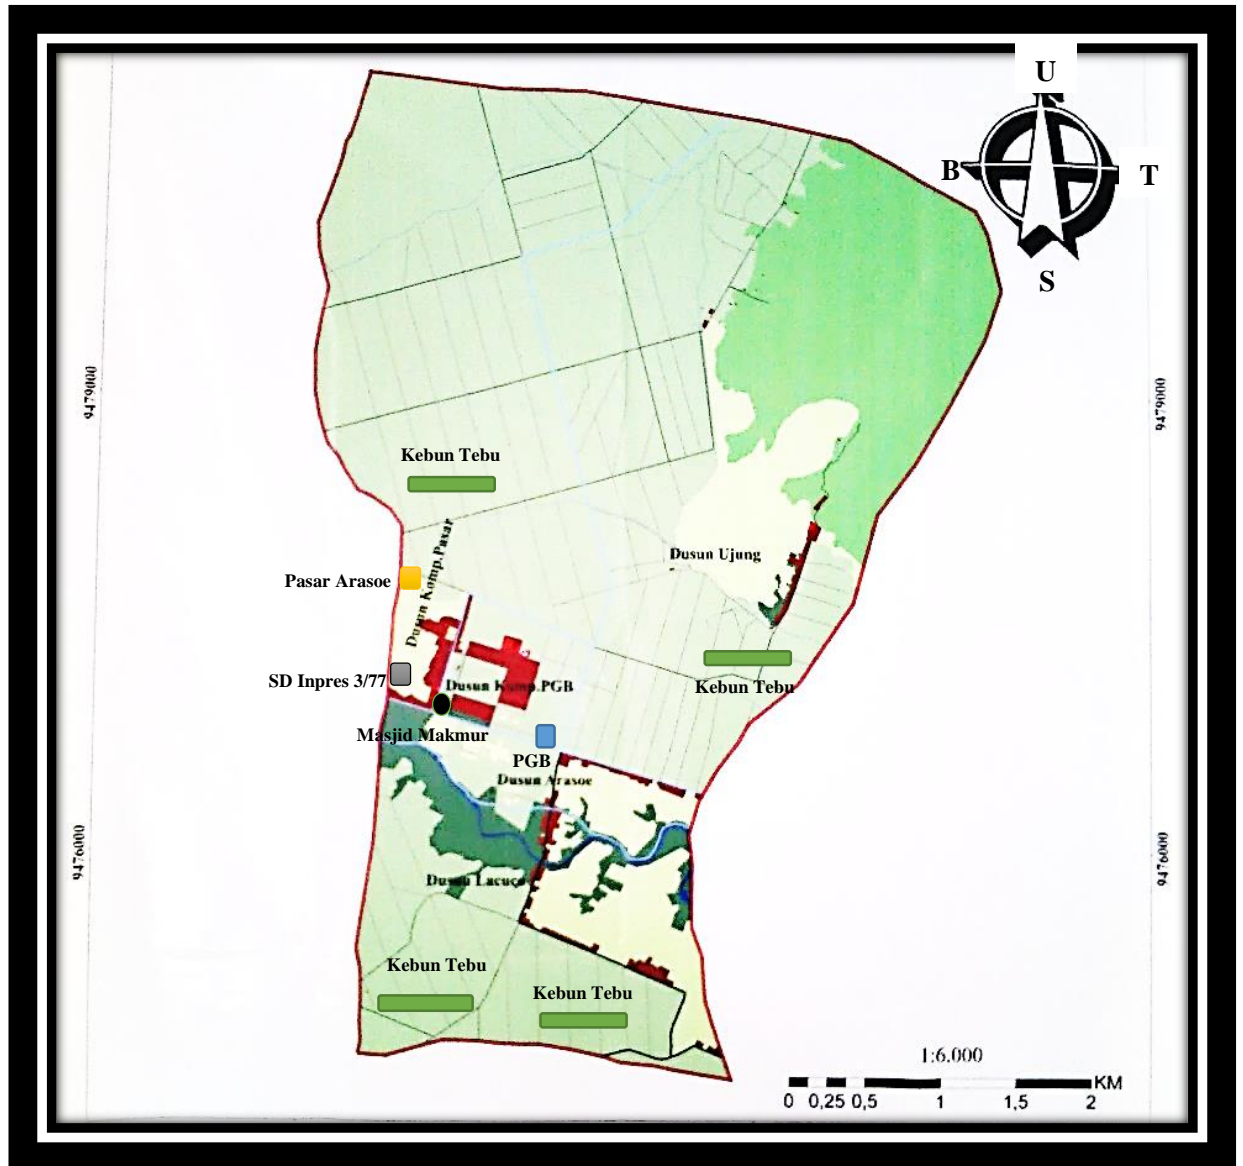 U
B
T
S
9479000
9479000
Kebun Tebu
Dusun Komp.Pasar
Dusun Ujung
Pasar Arasoe
SD Inpres 3/77
Dusun Komp.PGB
Kebun Tebu
Masjid Makmur
PGB
Dusun Arasoe
9476000
9476000
Dusun Lacuco
Kebun Tebu
Kebun Tebu
1:6.000
KM
0 0,25 0,5 1 1,5 2